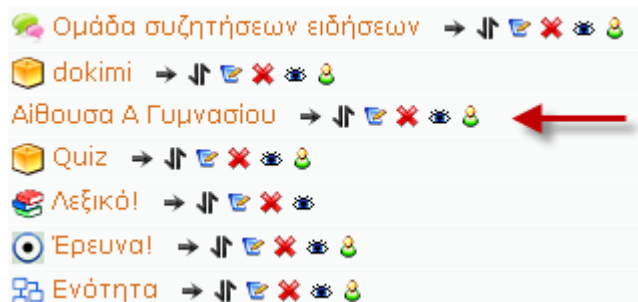 Ομάδα συζητήσεων ειδήσεων
dokimi
Αίθουσα Α Γυμνασίου
Quiz
Λεξικό!
Έρευνα!
Ενότητα